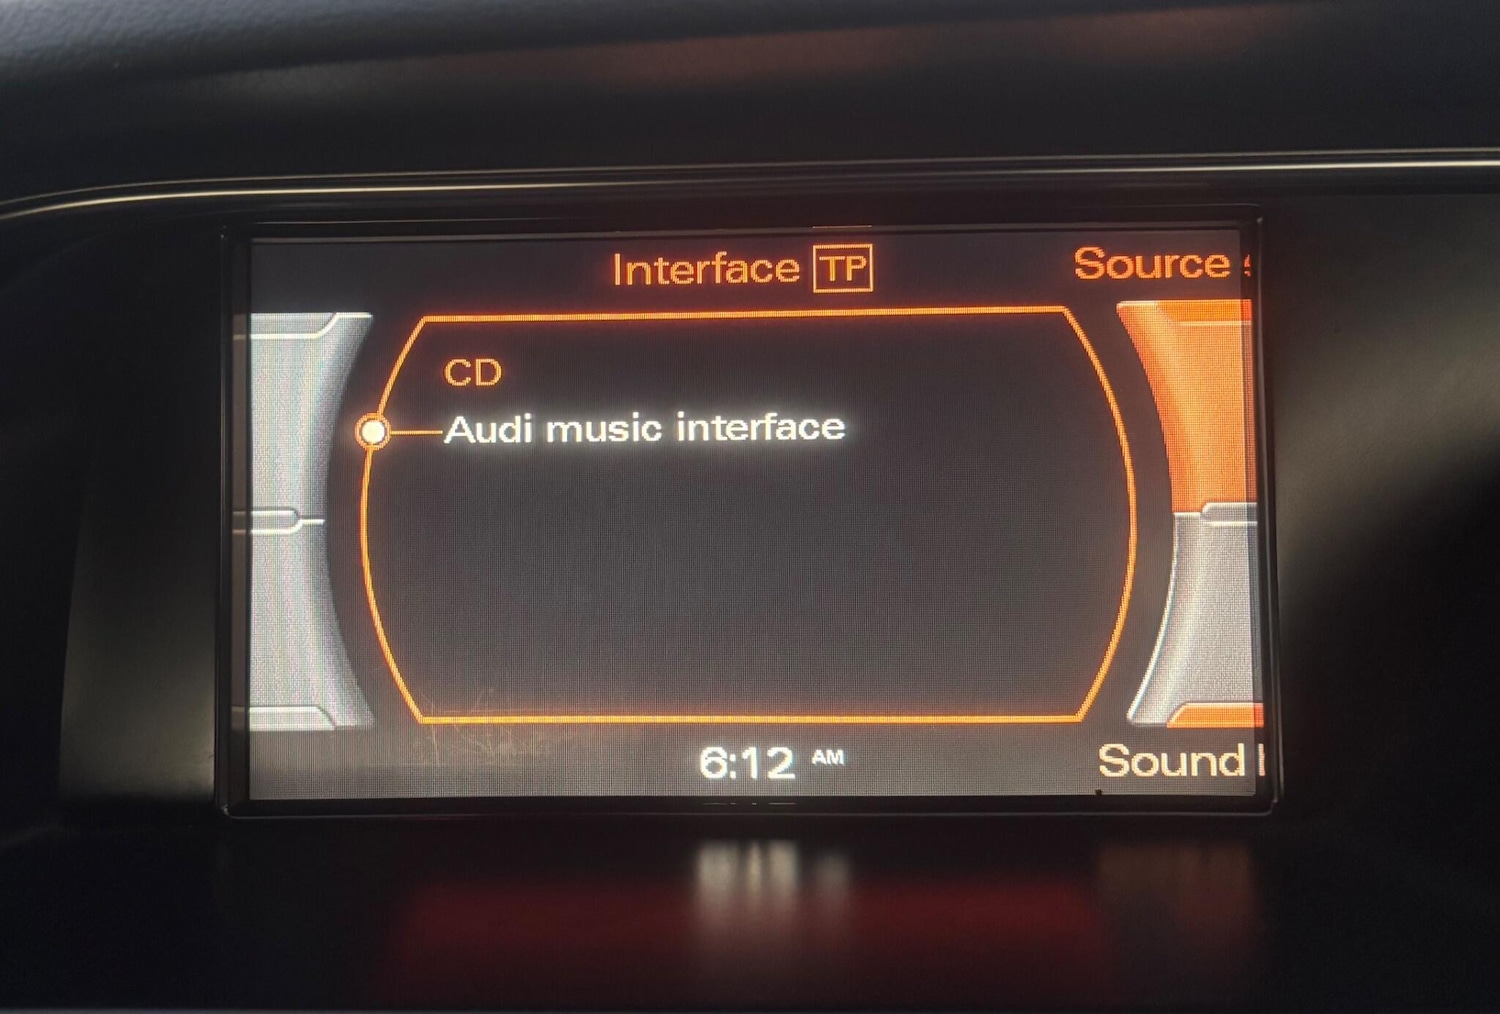 Interface TP
Source
CD
Audi music interface
6:12 AM
Sound